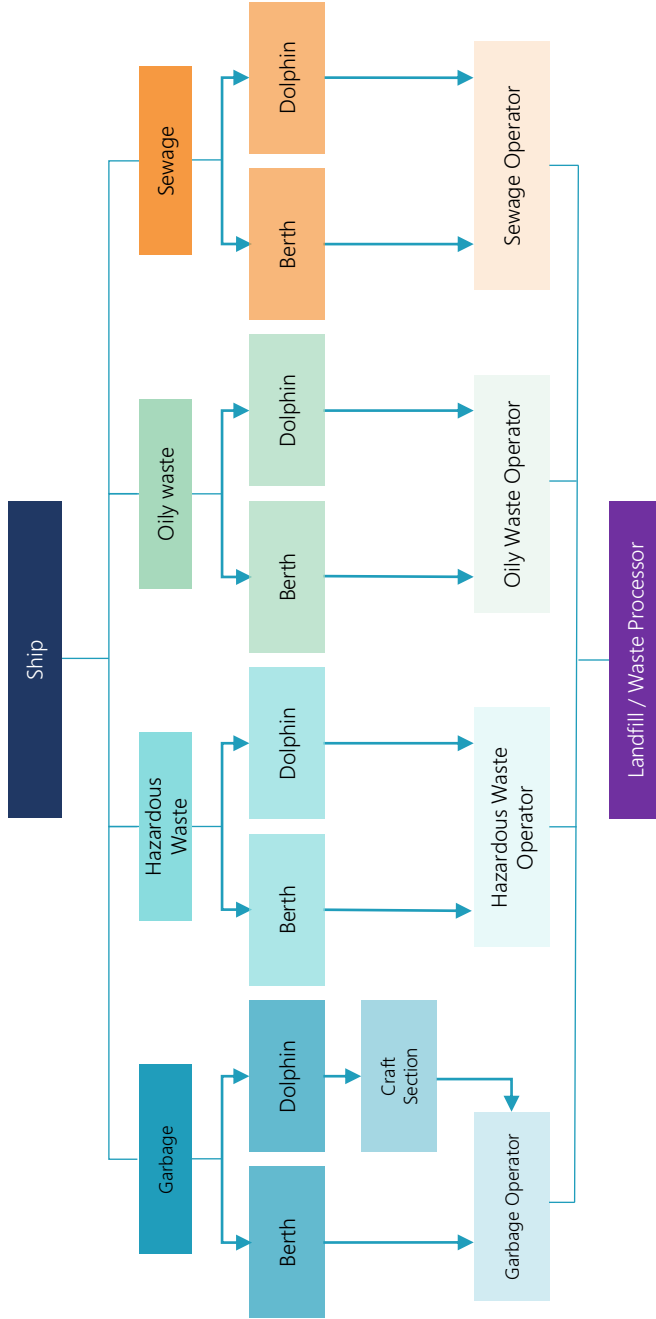 Ship
Garbage
Hazardous
Waste
Oily waste
Sewage
Berth
Dolphin
Berth
Dolphin
Berth
Dolphin
Berth
Dolphin
Craft
Section
Garbage Operator
Hazardous Waste
Operator
Oily Waste Operator
Sewage Operator
Landfill / Waste Processor